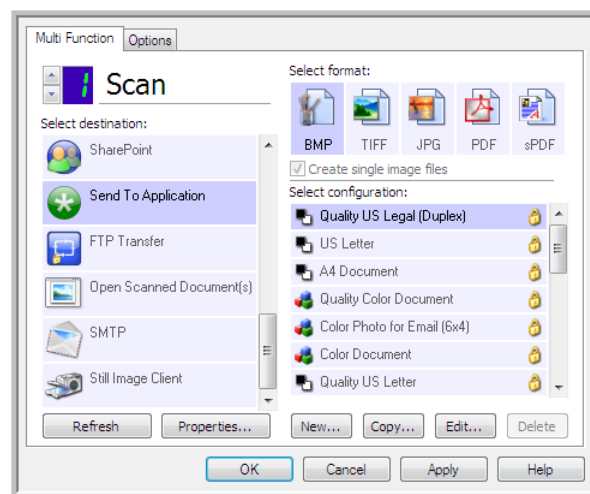 Multi Function
Options
1 Scan
Select destination:
SharePoint
Send To Application
FTP Transfer
Open Scanned Document(s)
SMTP
Still Image Client
Refresh
Properties...
Select format:
BMP TIFF JPG PDF sPDF
Create single image files
Select configuration:
Quality US Legal (Duplex)
US Letter
A4 Document
Quality Color Document
Color Photo for Email (6x4)
Color Document
Quality US Letter
New... Copy... Edit... Delete
OK Cancel Apply Help